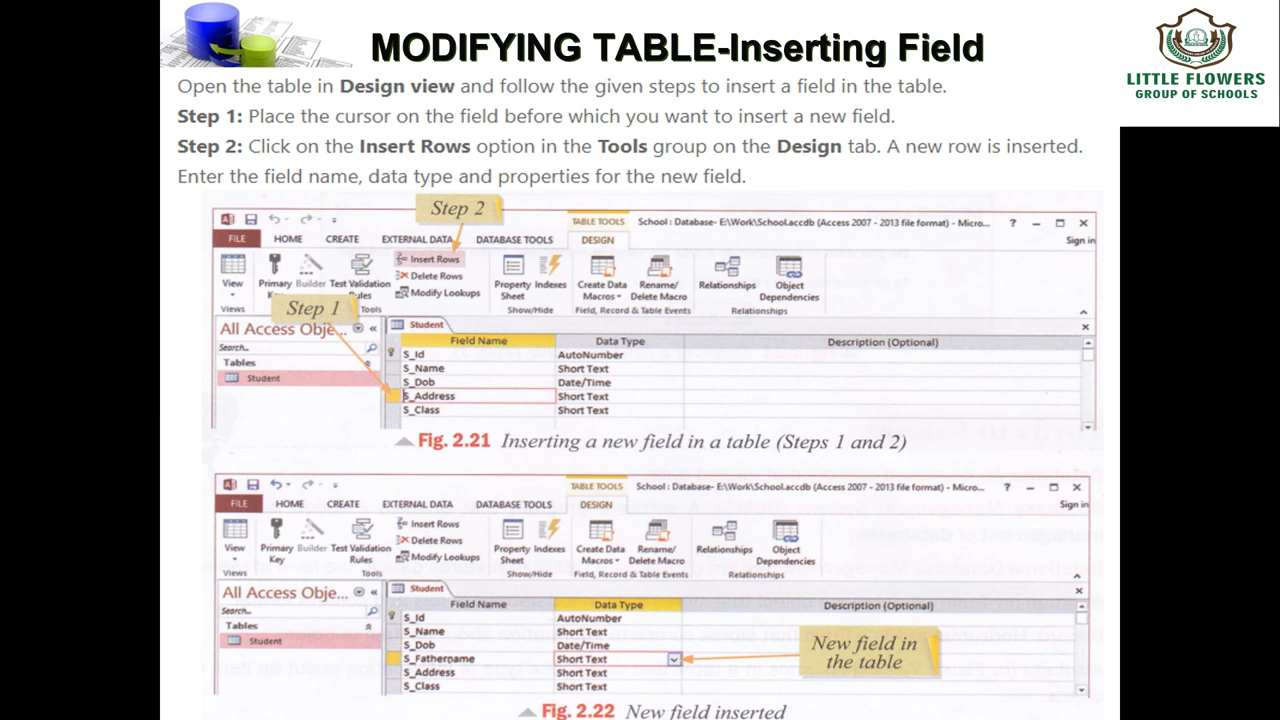 MODIFYING TABLE-Inserting Field
LITTLE FLOWERS
GROUP OF SCHOOLS
Open the table in Design view and follow the given steps to insert a field in the table.
Step 1: Place the cursor on the field before which you want to insert a new field.
Step 2: Click on the Insert Rows option in the Tools group on the Design tab. A new row is inserted.
Enter the field name, data type and properties for the new field.
Step 2
TABLE TOOLS School : Database- E:\Work\School.accdb (Access 2007 - 2013 file format) - Micro... ?
FILE HOME CREATE EXTERNAL DATA DATABASE TOOLS DESIGN Sign in
Insert Rows
Delete Rows
Modify Lookups
View Primary Builder Test Validation Property Indexes Create Data Rename/ Relationships Object
Rules Sheet Macros Delete Macro Dependencies
Views Tools Show/Hide Field, Record & Table Events Relationships
Step 1
All Access Obje... Student
Search... Field Name Data Type Description (Optional)
Tables S_Id AutoNumber
Student S_Name Short Text
S_Dob Date/Time
S_Address Short Text
S_Class Short Text
Fig. 2.21 Inserting a new field in a table (Steps 1 and 2)
TABLE TOOLS School : Database- E:\Work\School.accdb (Access 2007 - 2013 file format) - Micro... ?
FILE HOME CREATE EXTERNAL DATA DATABASE TOOLS DESIGN Sign in
Insert Rows
Delete Rows
Modify Lookups
View Primary Builder Test Validation Property Indexes Create Data Rename/ Relationships Object
Key Rules Sheet Macros Delete Macro Dependencies
Views Tools Show/Hide Field, Record & Table Events Relationships
All Access Obje... Student
Search... Field Name Data Type Description (Optional)
Tables S_Id AutoNumber
Student S_Name Short Text
S_Dob Date/Time
S_Fathername Short Text
S_Address Short Text
S_Class Short Text
New field in
the table
Fig. 2.22 New field inserted